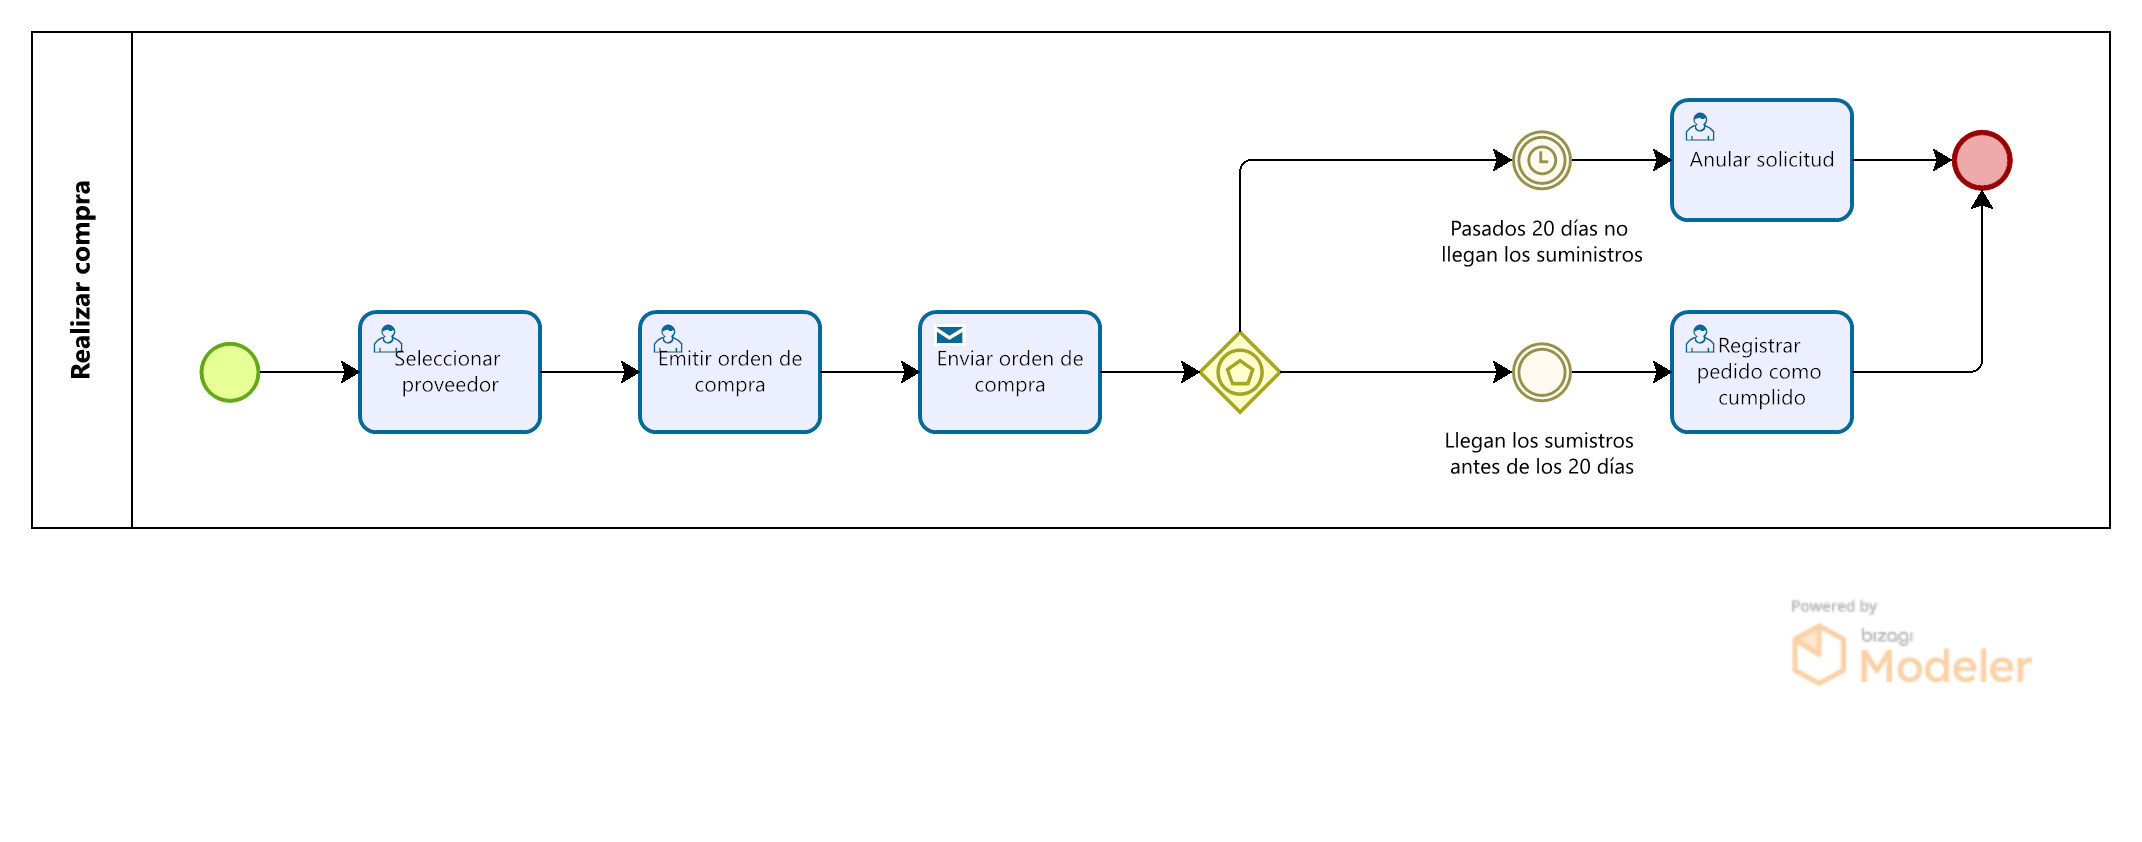 Realizar compra
Seleccionar
proveedor
Emitir orden de
compra
Enviar orden de
compra
Pasados 20 días no
llegan los suministros
Anular solicitud
Llegan los sumistros
antes de los 20 días
Registrar
pedido como
cumplido
Powered by
bizagi
Modeler